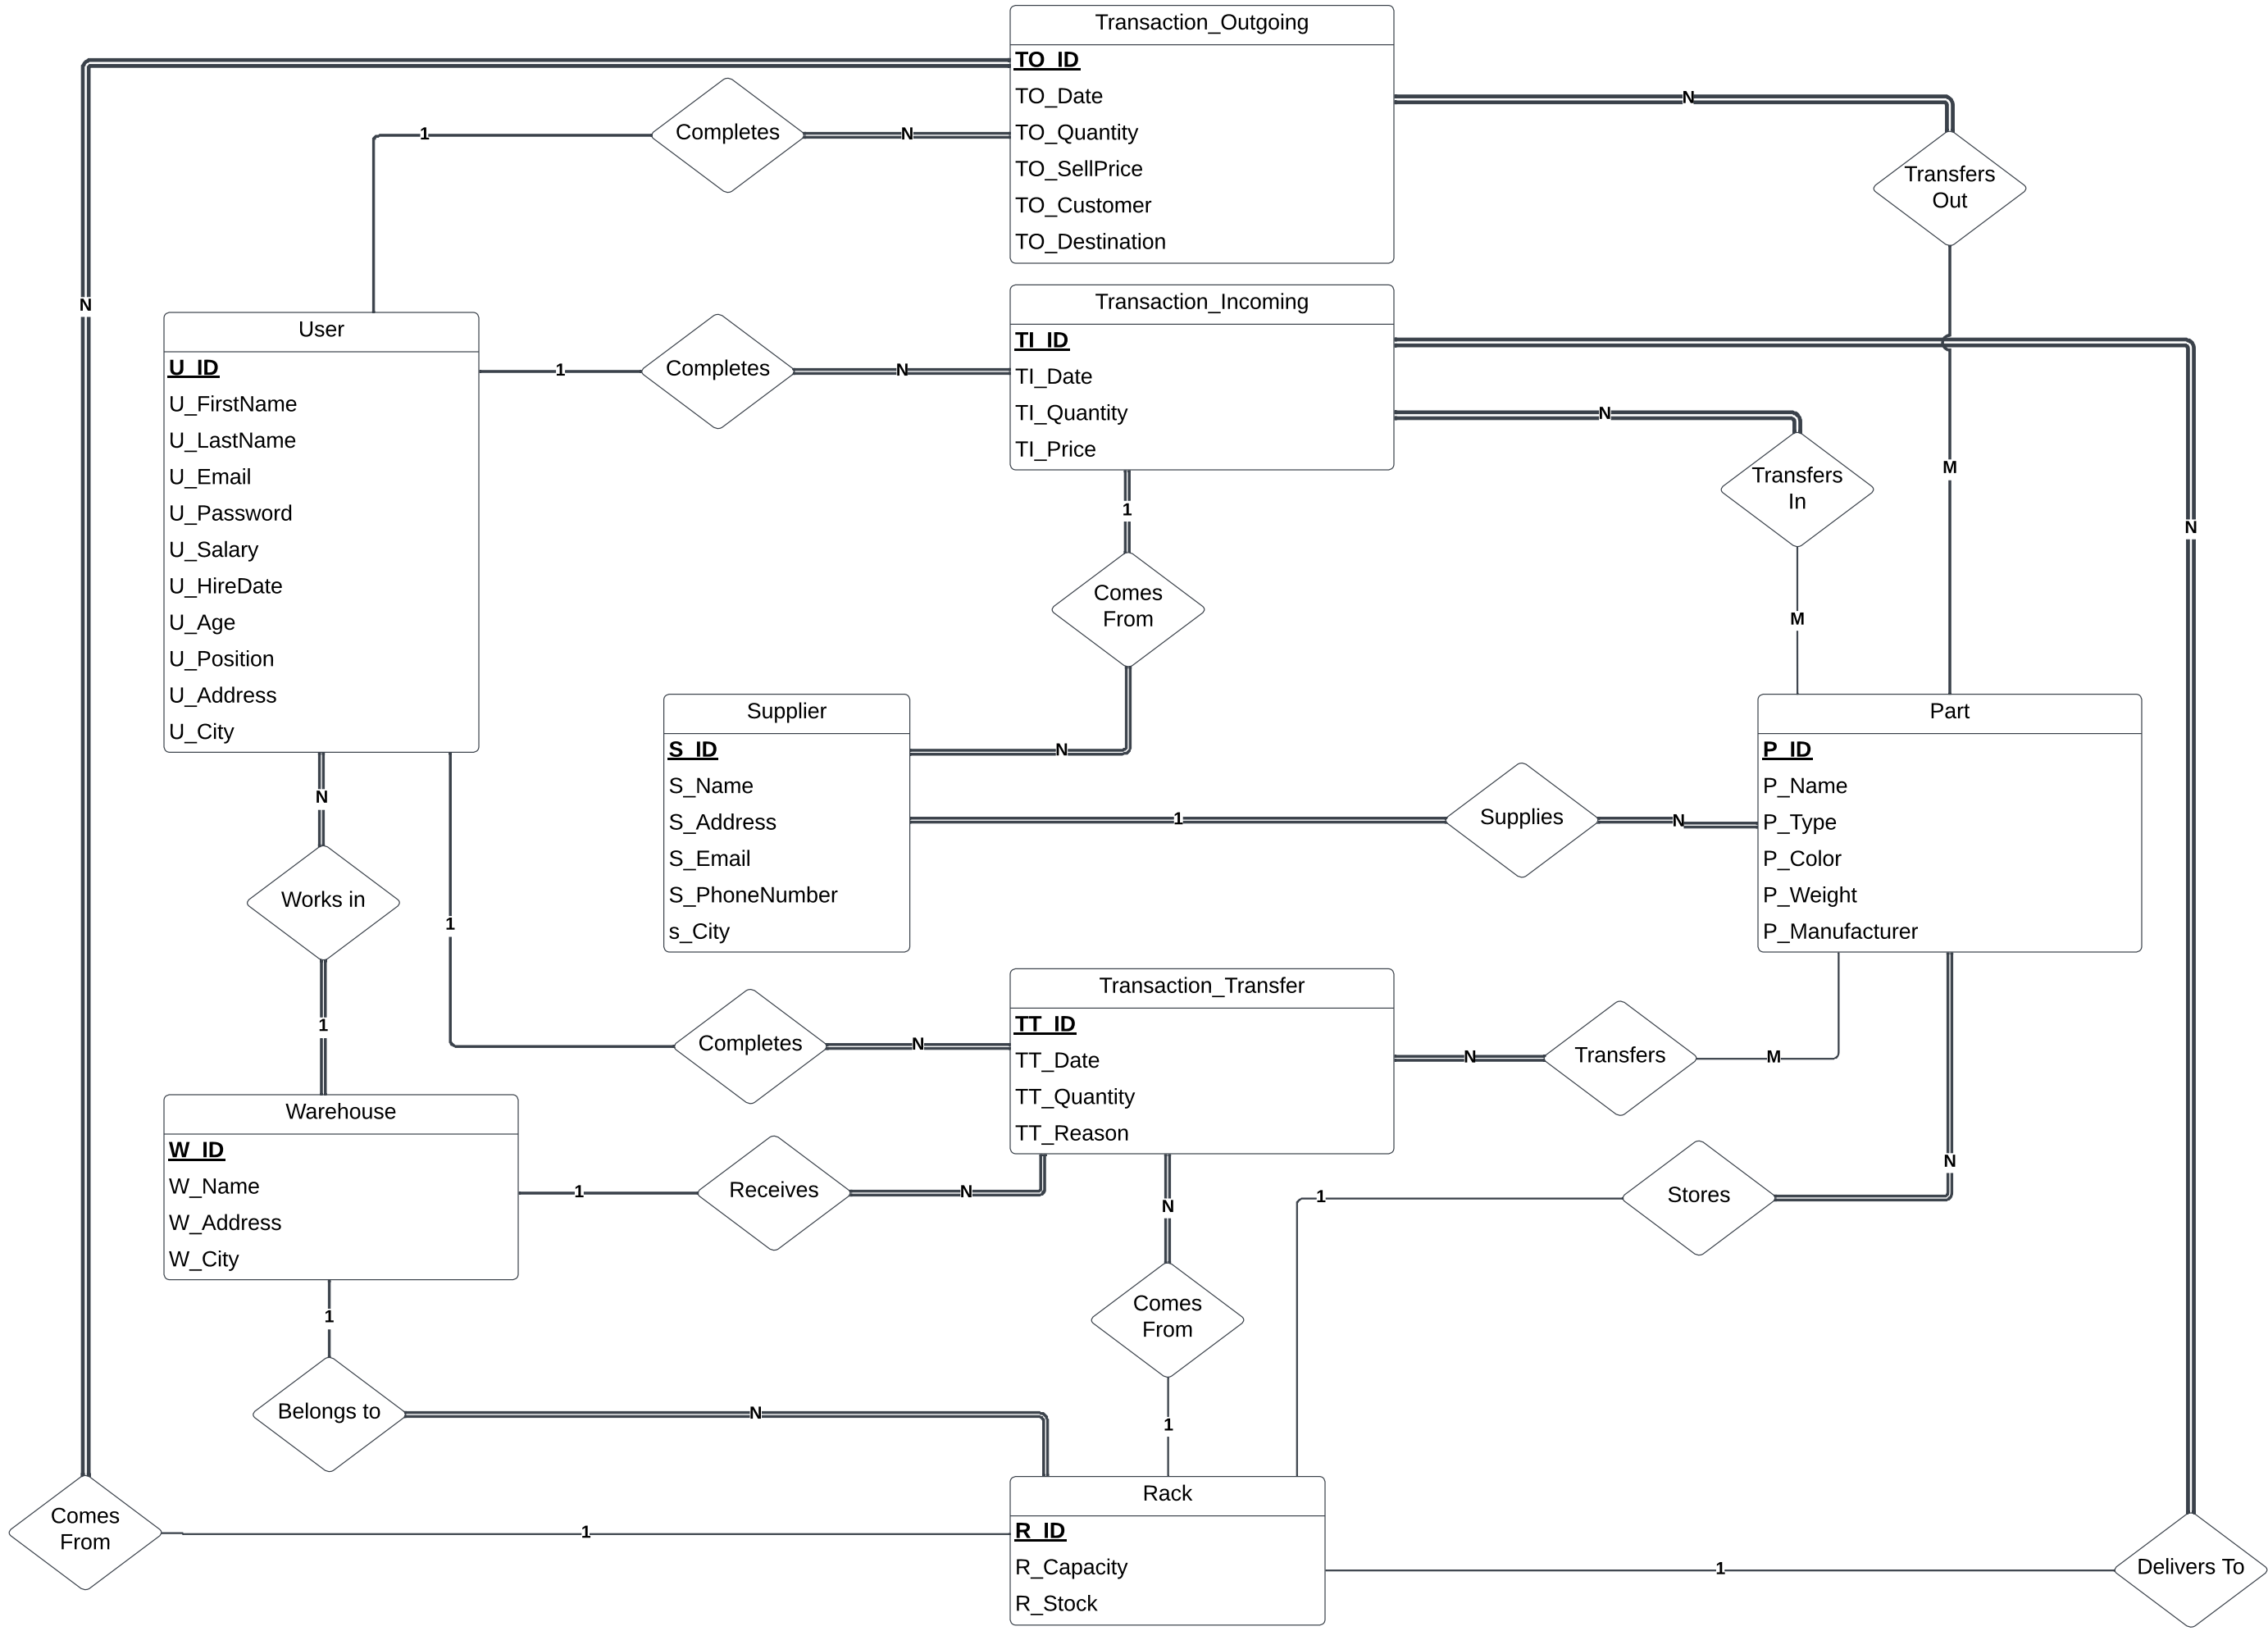 Transaction_Outgoing
TO_ID
TO_Date
TO_Quantity
TO_SellPrice
TO_Customer
TO_Destination
1
Completes
N
N
Transfers
Out
M
N
User
U_ID
U_FirstName
U_LastName
U_Email
U_Password
U_Salary
U_HireDate
U_Age
U_Position
U_Address
U_City
1
Completes
N
Transaction_Incoming
TI_ID
TI_Date
TI_Quantity
TI_Price
N
Transfers
In
M
N
1
Comes
From
N
Supplier
S_ID
S_Name
S_Address
S_Email
S_PhoneNumber
s_City
1
Supplies
N
Part
P_ID
P_Name
P_Type
P_Color
P_Weight
P_Manufacturer
N
Works in
1
1
Completes
N
Transaction_Transfer
TT_ID
TT_Date
TT_Quantity
TT_Reason
N
Transfers
M
Warehouse
W_ID
W_Name
W_Address
W_City
1
Receives
N
N
Comes
From
1
1
Stores
N
1
Belongs to
N
Comes
From
1
Rack
R_ID
R_Capacity
R_Stock
1
Delivers To